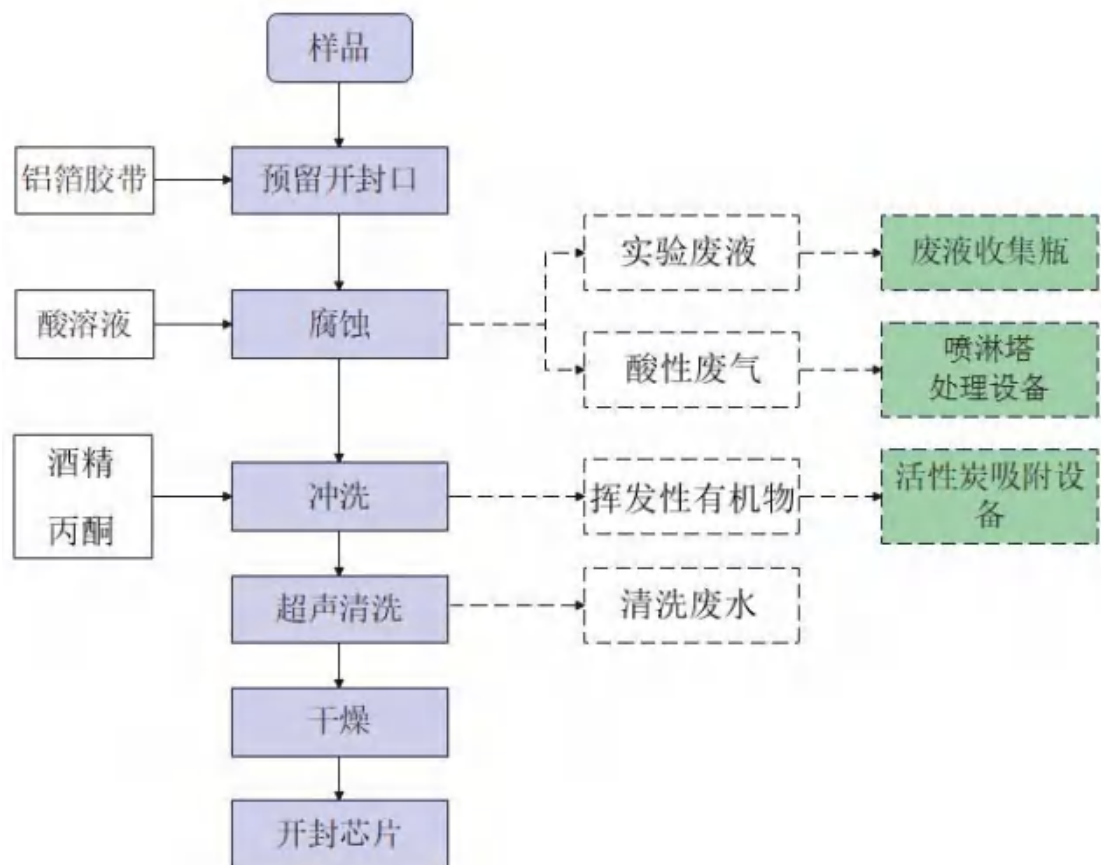 样品
铝箔胶带
预留开封口
实验废液
废液收集瓶
酸溶液
腐蚀
酸性废气
喷淋塔
处理设备
酒精
丙酮
冲洗
挥发性有机物
活性炭吸附设
备
超声清洗
清洗废水
干燥
开封芯片